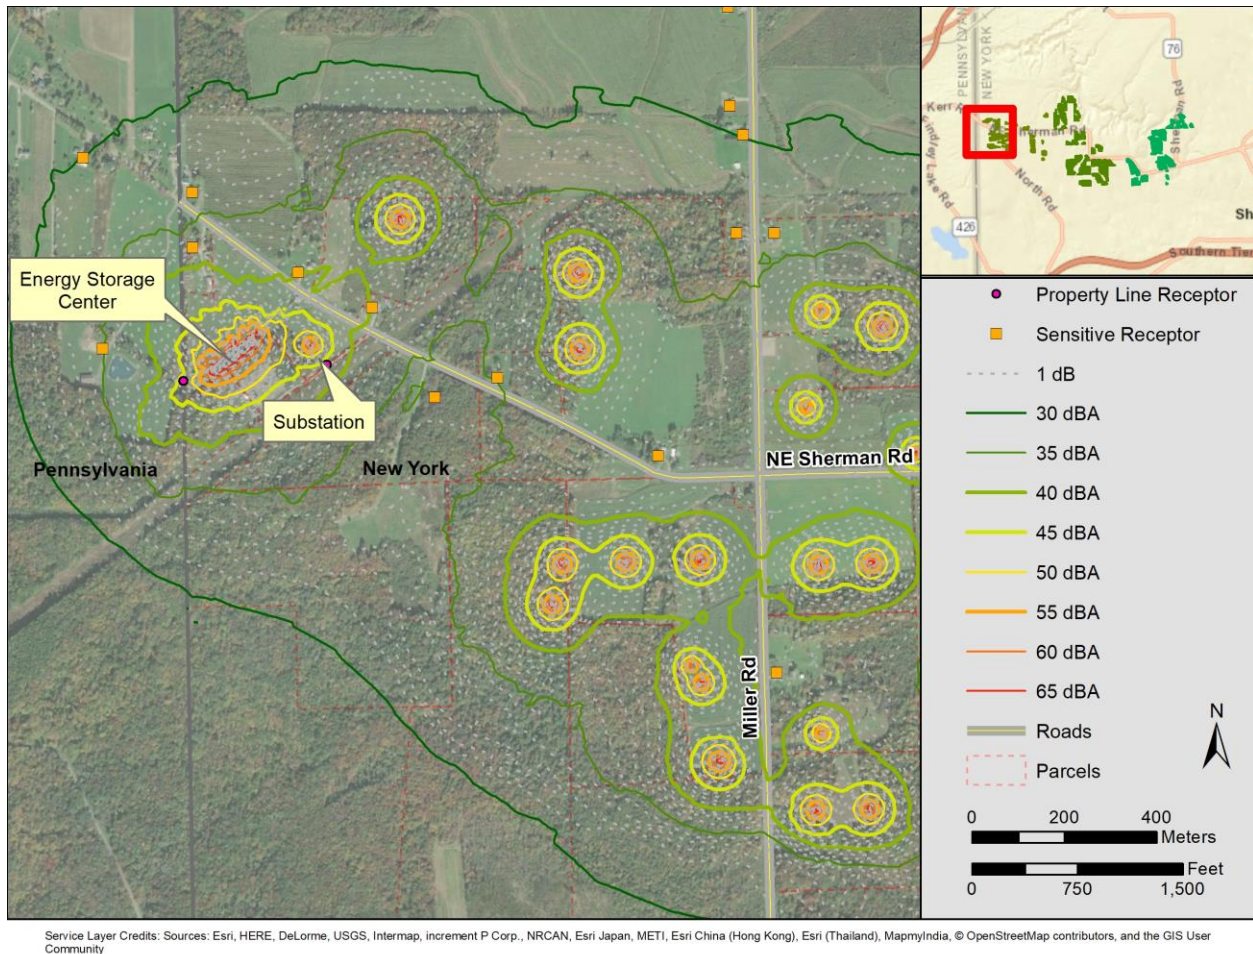 Energy Storage
Center
Substation
Pennsylvania
New York
NE Sherman Rd
Miller Rd
PENNSYLVAN
NEW YORK
76
Sherman Rd
North Rd
426
Sh
Southern Tier
Property Line Receptor
Sensitive Receptor
1 dB
30 dBA
35 dBA
40 dBA
45 dBA
50 dBA
55 dBA
60 dBA
65 dBA
Roads
Parcels
N
0 200 400
Meters
Feet
0 750 1,500
Service Layer Credits: Sources: Esri, HERE, DeLorme, USGS, Intermap, increment P Corp., NRCAN, Esri Japan, METI, Esri China (Hong Kong), Esri (Thailand), MapmyIndia, © OpenStreetMap contributors, and the GIS User
Community